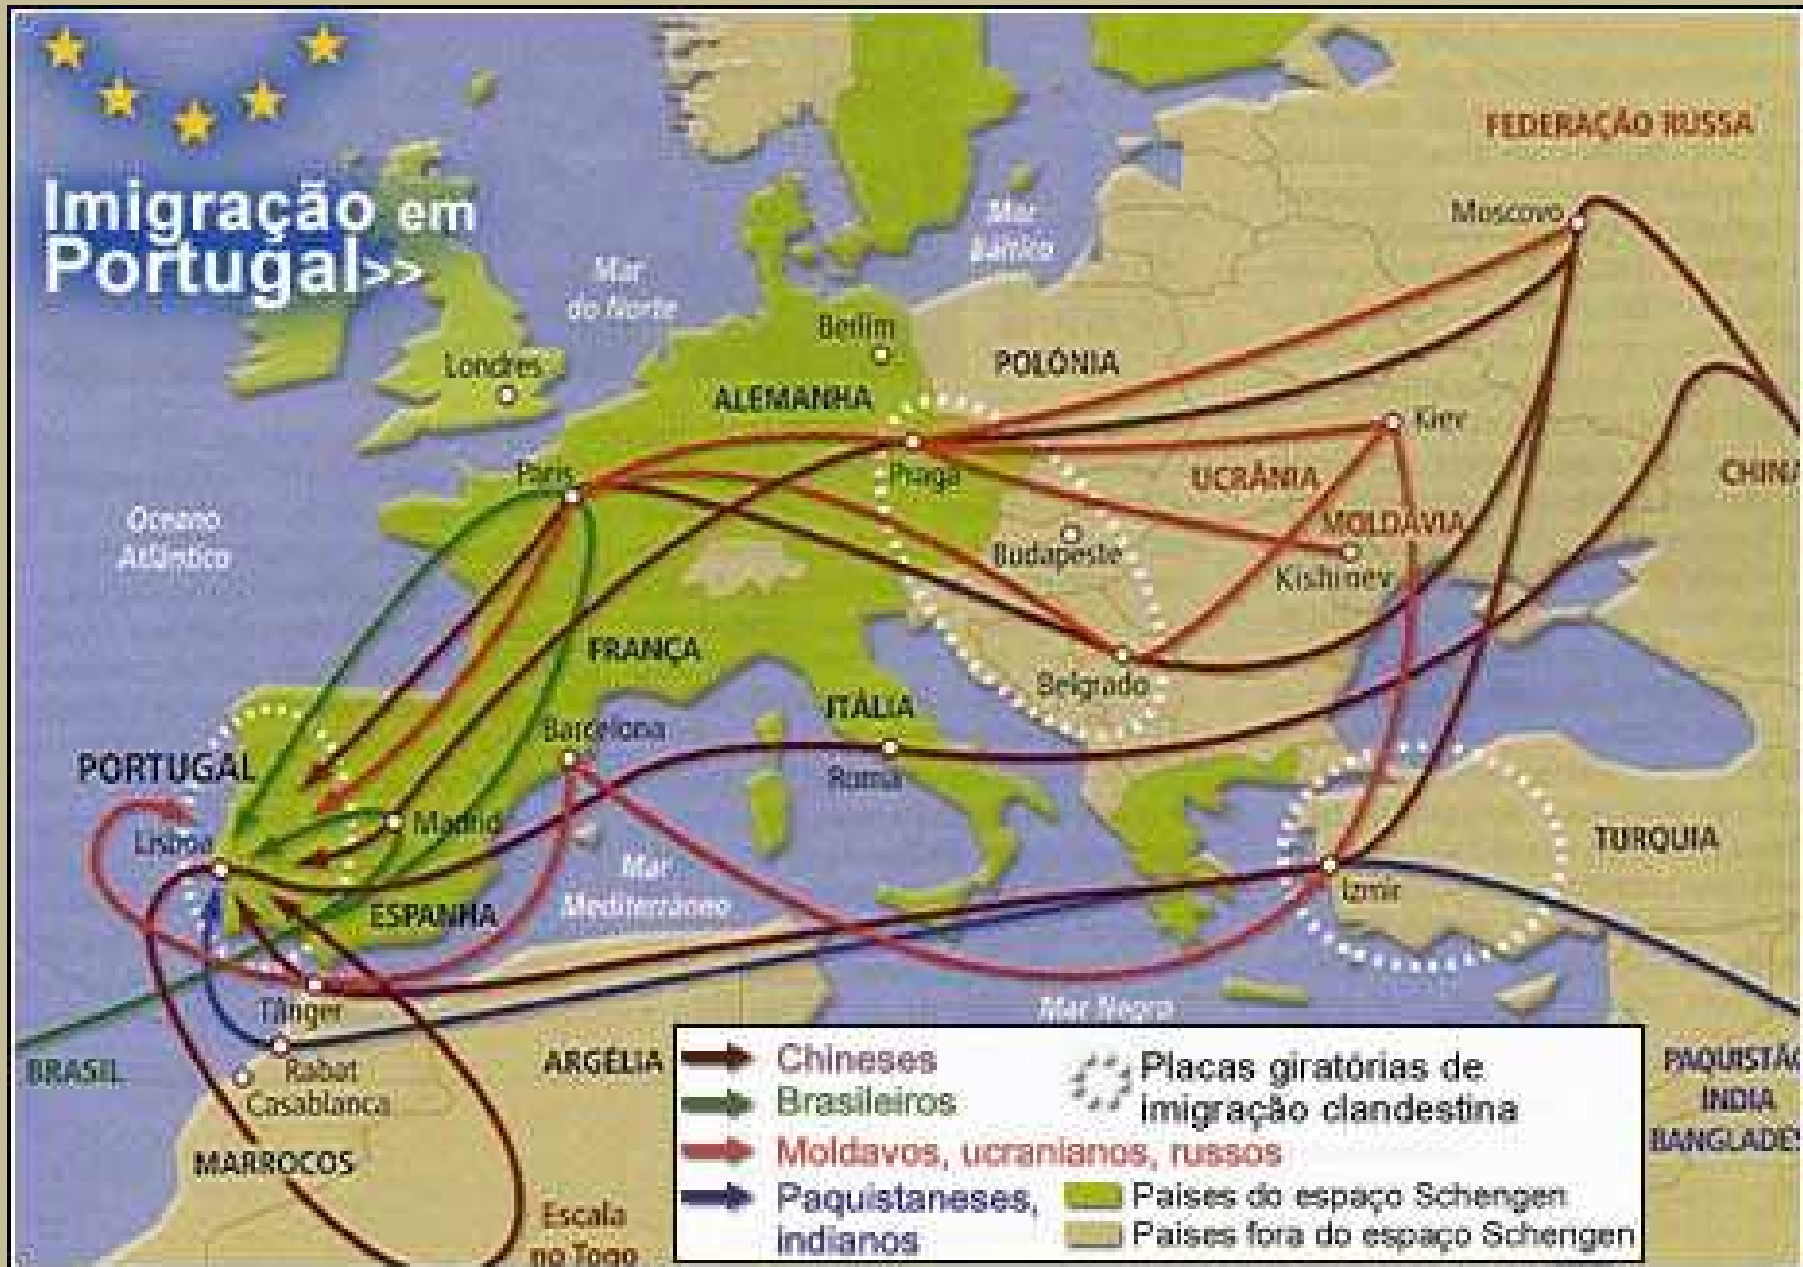 Imigração em
Portugal>>
FEDERAÇÃO RUSSA
Moscovo
Mar
Báltico
Mar
do Norte
Berlim
Londres
POLÓNIA
ALEMANHA
Kiev
Paris
Praga
UCRÂNIA
CHINA
Oceano
Atlântico
MOLDÁVIA
Budapeste
Kishinev
FRANÇA
Belgrado
ITÁLIA
Barcelona
PORTUGAL
Roma
Lisboa
Madrid
TURQUIA
Mar
Mediterrâneo
Izmir
ESPANHA
Tânger
Mar Negro
BRASIL
Rabat
ARGÉLIA
Casablanca
MARROCOS
Escala
no Togo
PAQUISTÃO
ÍNDIA
BANGLADES
Chineses
Brasileiros
Moldavos, ucranianos, russos
Paquistaneses,
indianos
Placas giratórias de
imigração clandestina
Países do espaço Schengen
Países fora do espaço Schengen